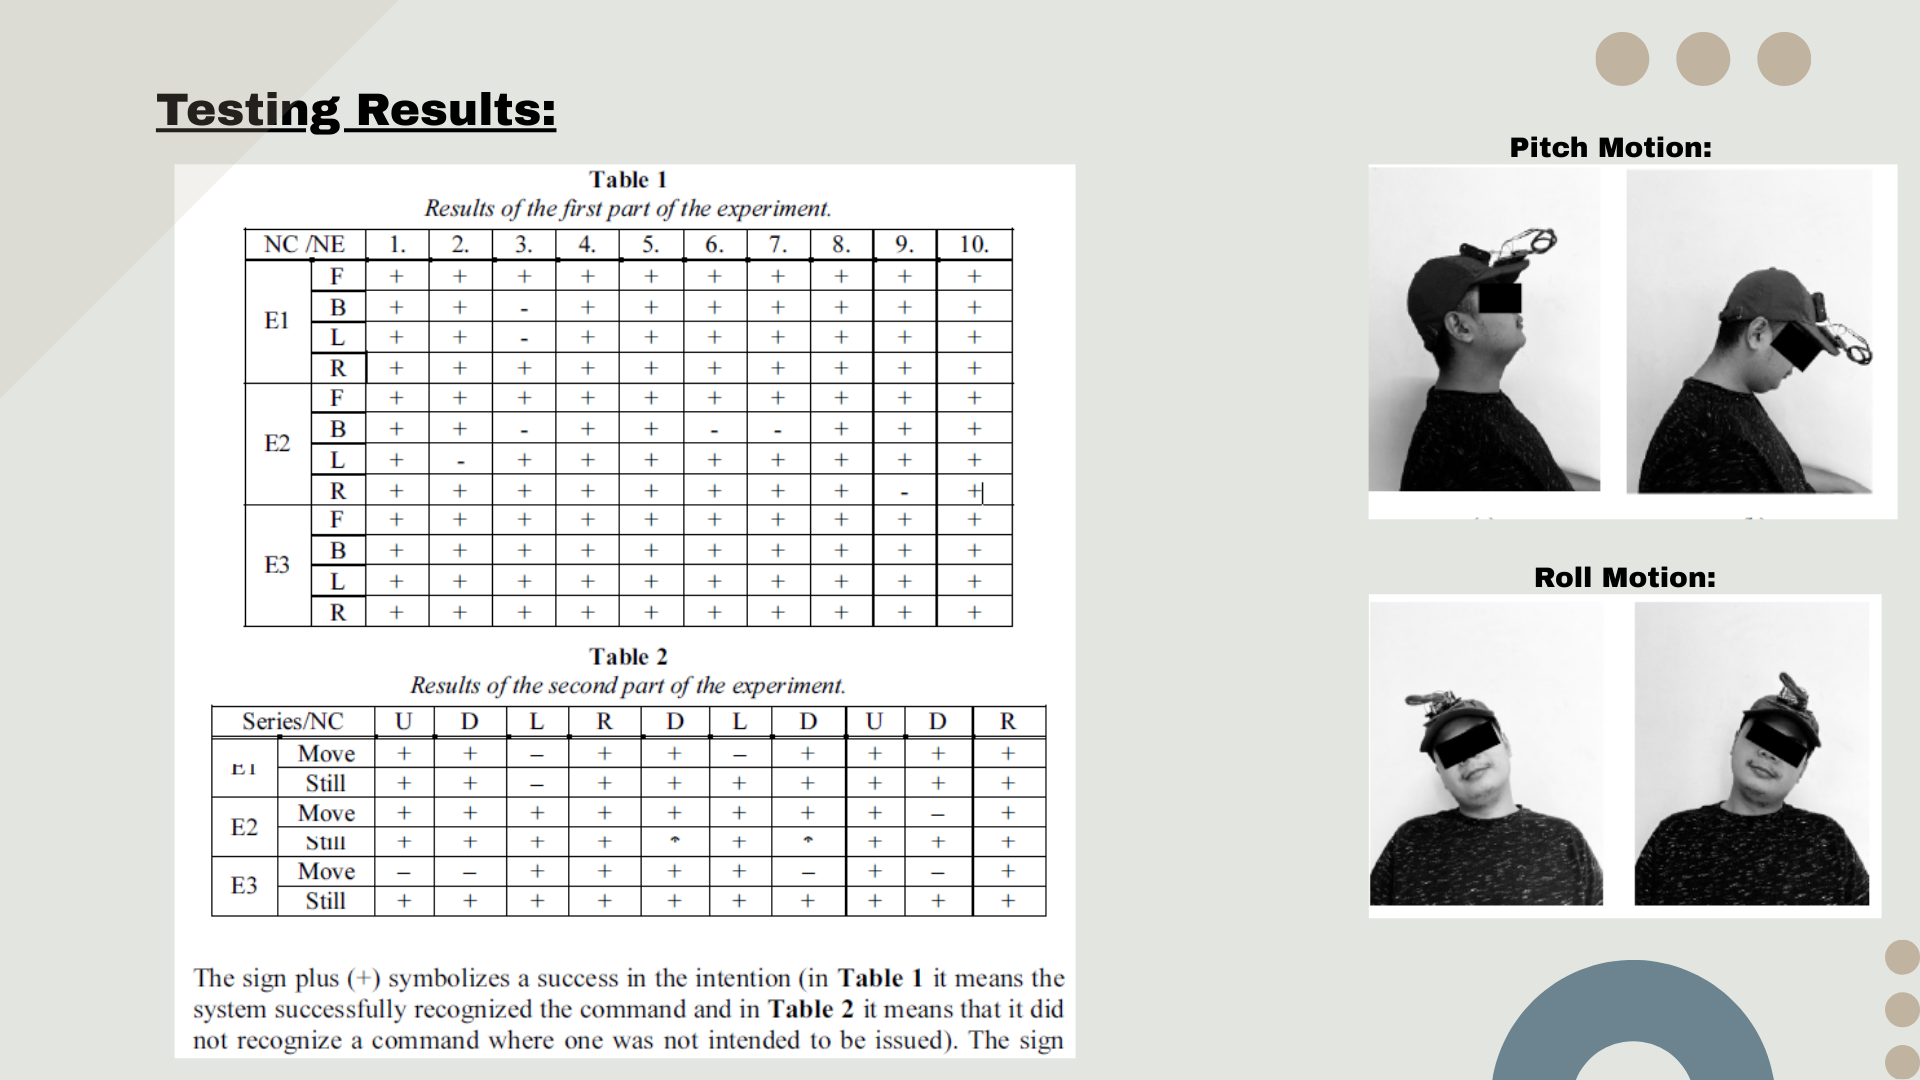 Testing Results:
Table 1
Results of the first part of the experiment.
NC /NE 1. 2. 3. 4. 5. 6. 7. 8. 9. 10.
E1
F + + + + + + + + + +
B + + - + + + + + + +
L + + - + + + + + + +
R + + + + + + + + + +
E2
F + + + + + + + + + +
B + + - + + - - + + +
L + - + + + + + + + +
R + + + + + + + + - +
E3
F + + + + + + + + + +
B + + + + + + + + + +
L + + + + + + + + + +
R + + + + + + + + + +
Table 2
Results of the second part of the experiment.
Series/NC U D L R D L D U D R
E1
Move + + – + + – + + + +
Still + + – + + + + + + +
E2
Move + + + + + + + + – +
Still + + + + * + * + + +
E3
Move – – + + + + – + – +
Still + + + + + + + + + +
The sign plus (+) symbolizes a success in the intention (in Table 1 it means the
system successfully recognized the command and in Table 2 it means that it did
not recognize a command where one was not intended to be issued). The sign
Pitch Motion:
Roll Motion: